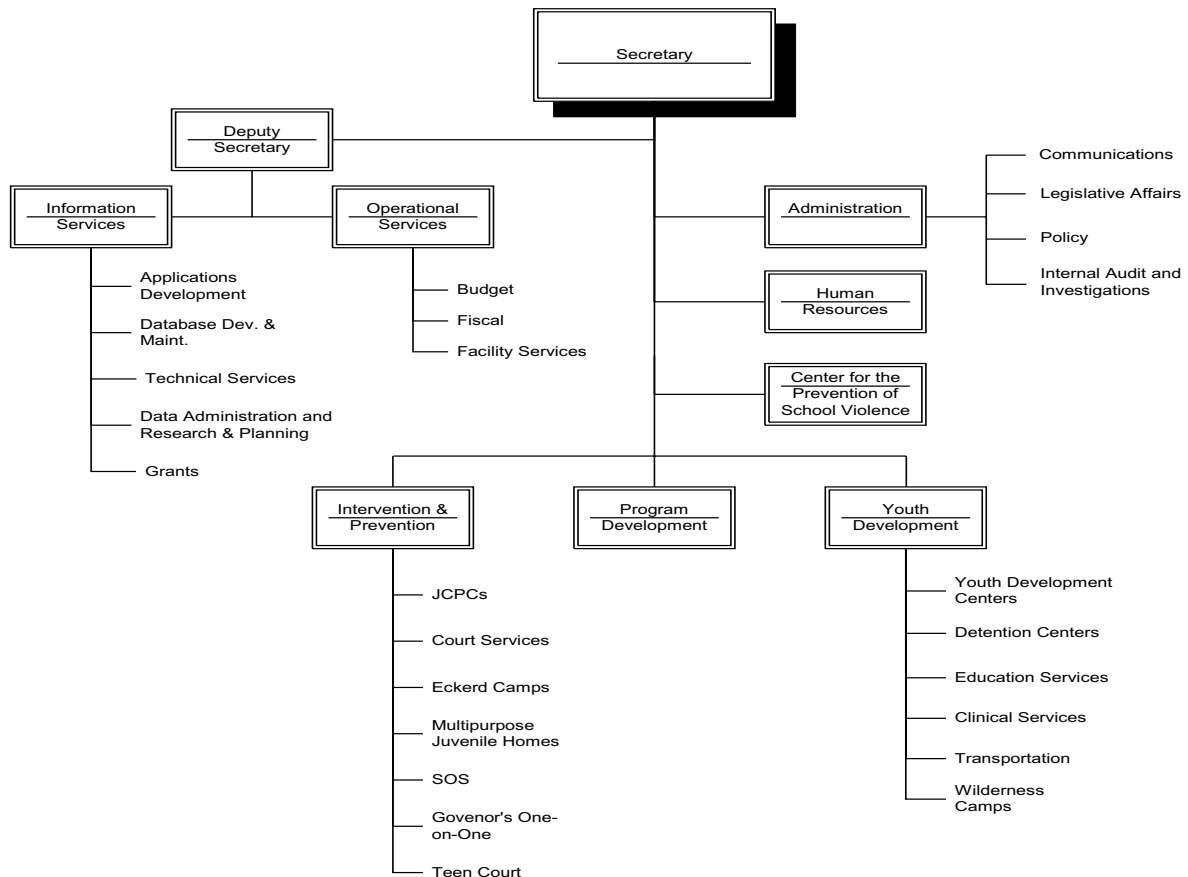 Secretary
Deputy
Secretary
Information
Services
Operational
Services
Administration
Communications
Legislative Affairs
Policy
Internal Audit and
Investigations
Applications
Development
Database Dev. &
Maint.
Technical Services
Data Administration and
Research & Planning
Grants
Budget
Fiscal
Facility Services
Human
Resources
Center for the
Prevention of
School Violence
Intervention &
Prevention
Program
Development
Youth
Development
JCPCs
Court Services
Eckerd Camps
Multipurpose
Juvenile Homes
SOS
Govenor's One-
on-One
Teen Court
Youth Development
Centers
Detention Centers
Education Services
Clinical Services
Transportation
Wilderness
Camps